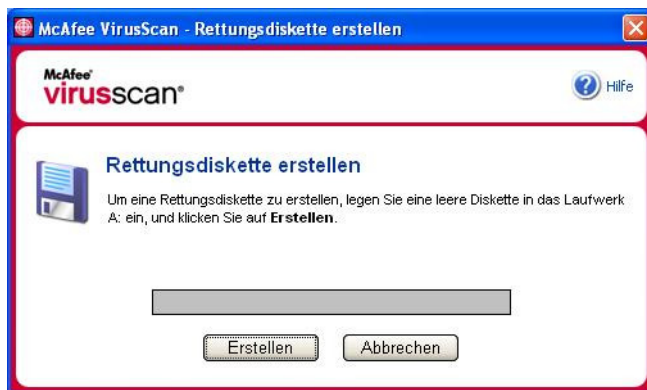 McAfee VirusScan - Rettungsdiskette erstellen
McAfee®
virusscan®
Hilfe
Rettungsdiskette erstellen
Um eine Rettungsdiskette zu erstellen, legen Sie eine leere Diskette in das Laufwerk
A: ein, und klicken Sie auf Erstellen.
Erstellen
Abbrechen